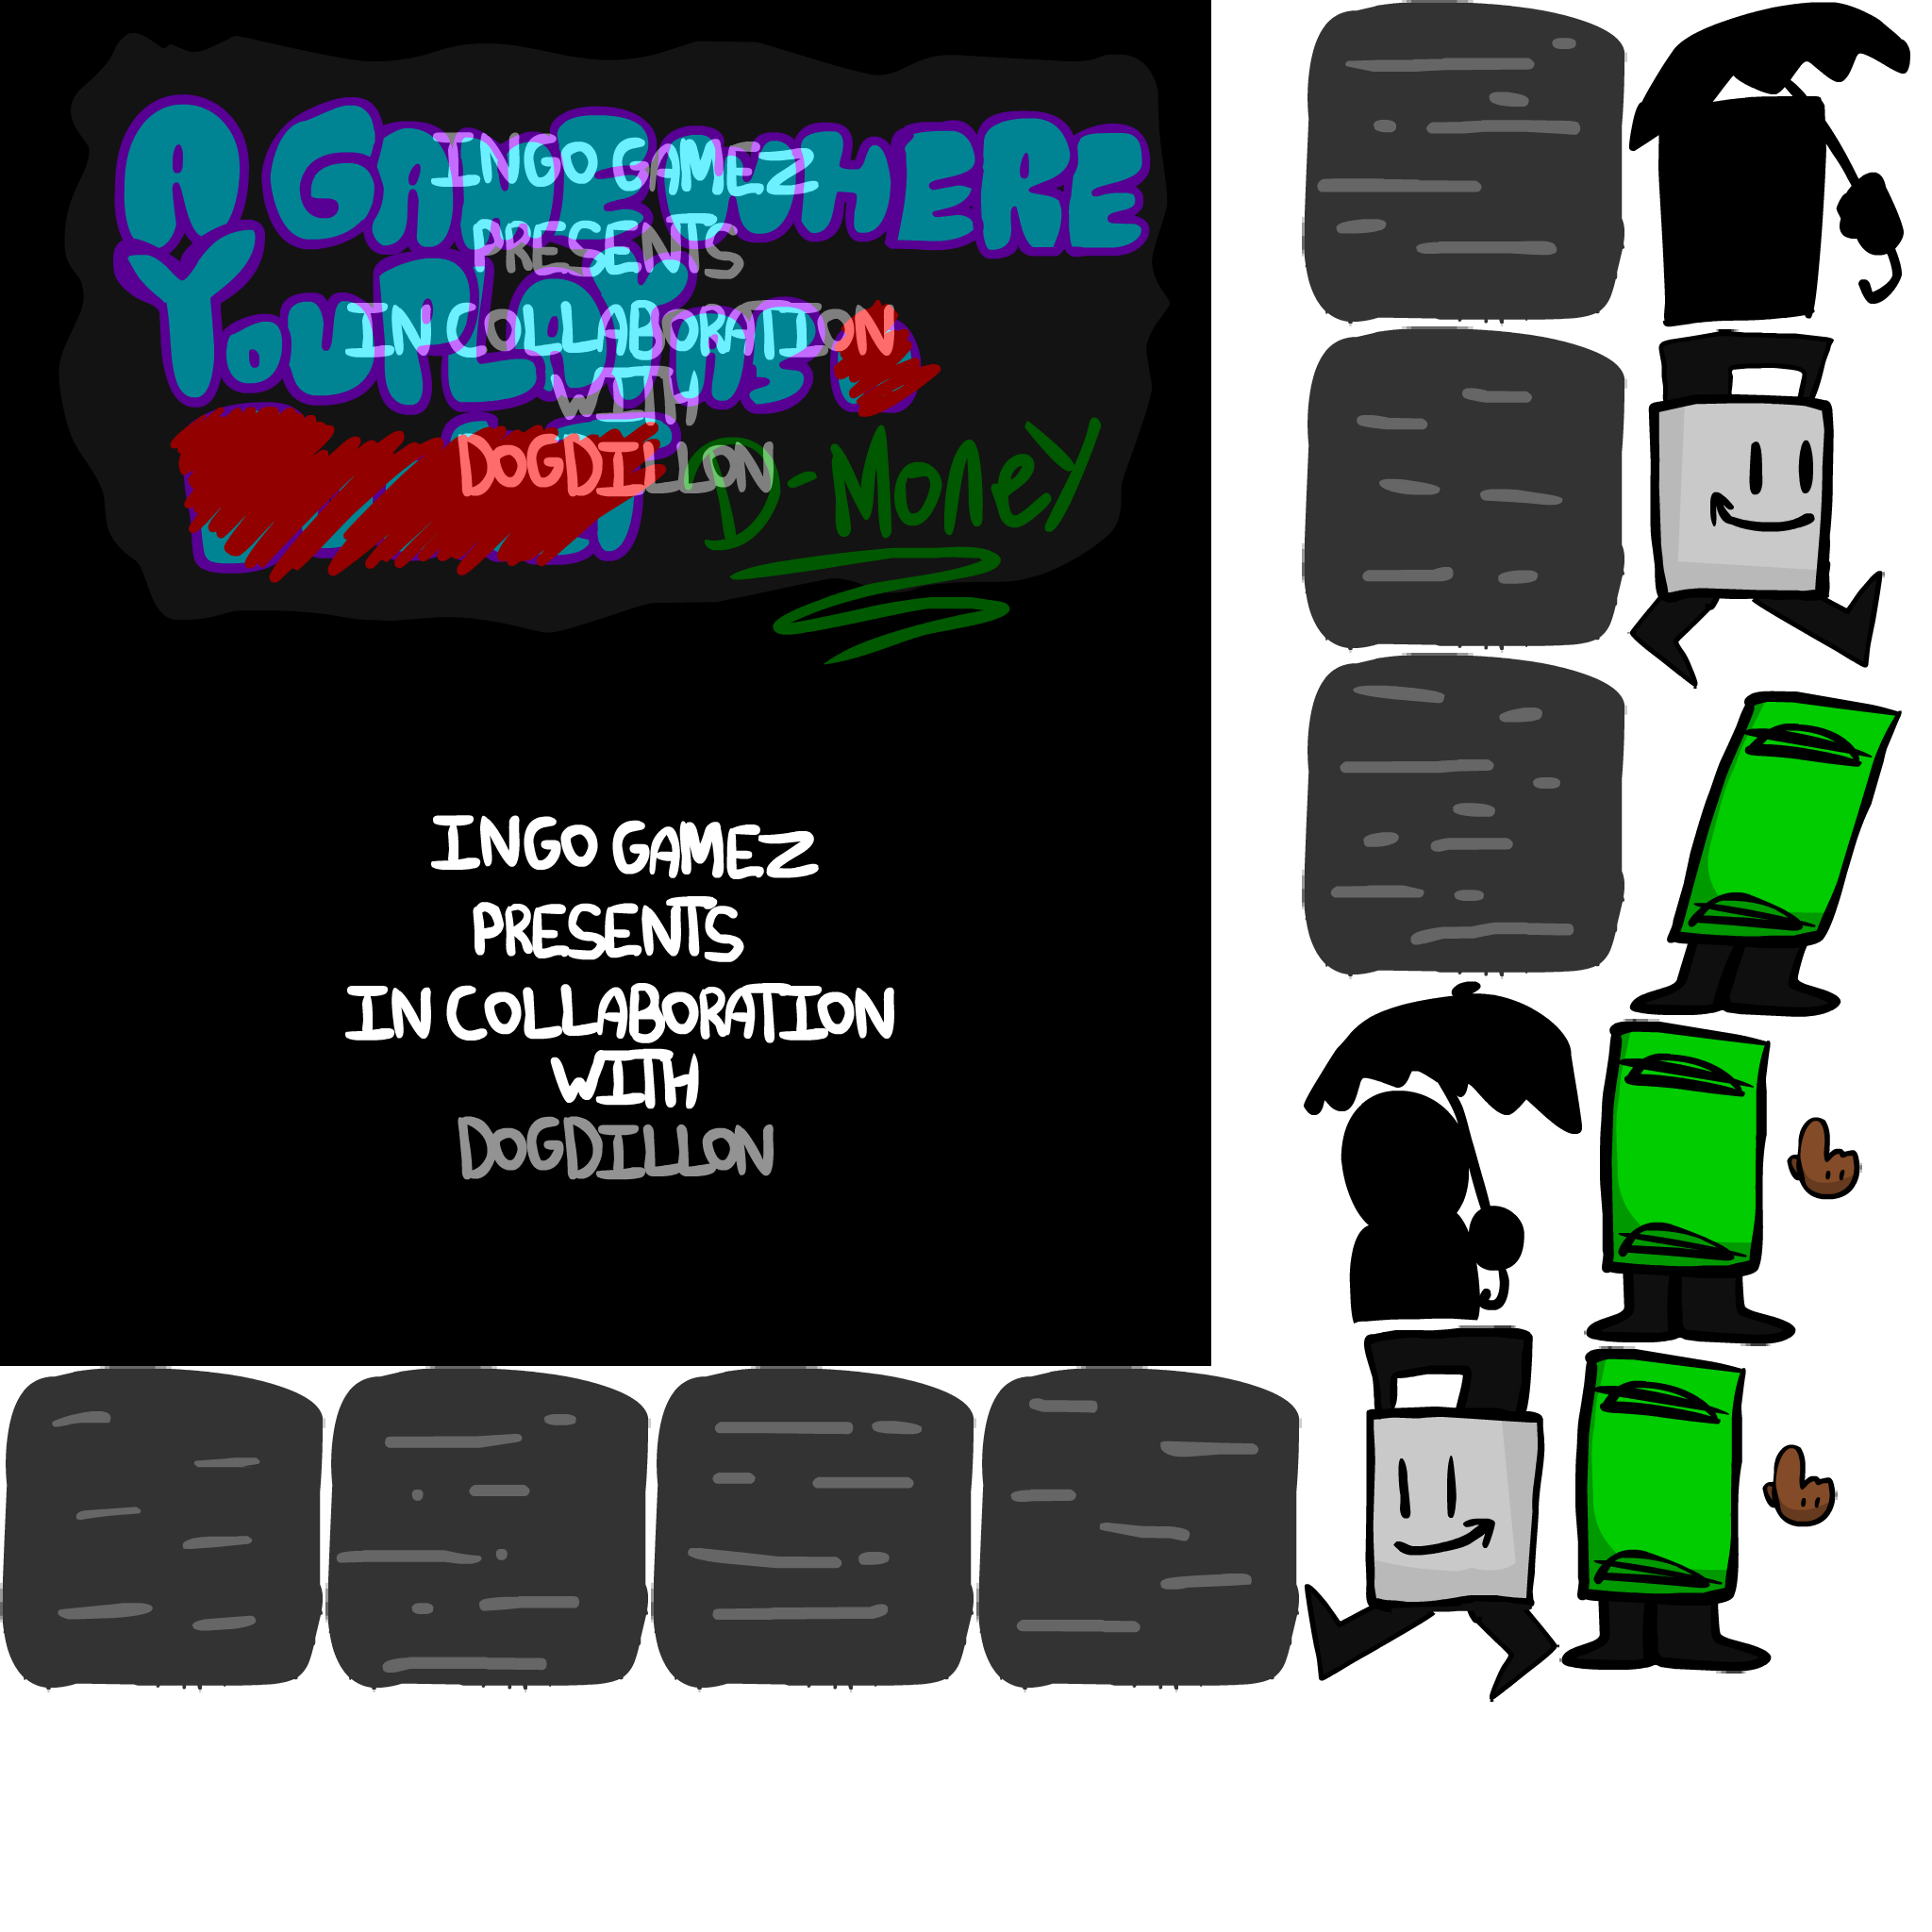 A GAME WHERE
YOU PLAY AS
D-MONEY
INGO GAMEZ
PRESENTS
IN COLLABORATION
WITH
DOGDILLON
INGO GAMEZ
PRESENTS
IN COLLABORATION
WITH
DOGDILLON